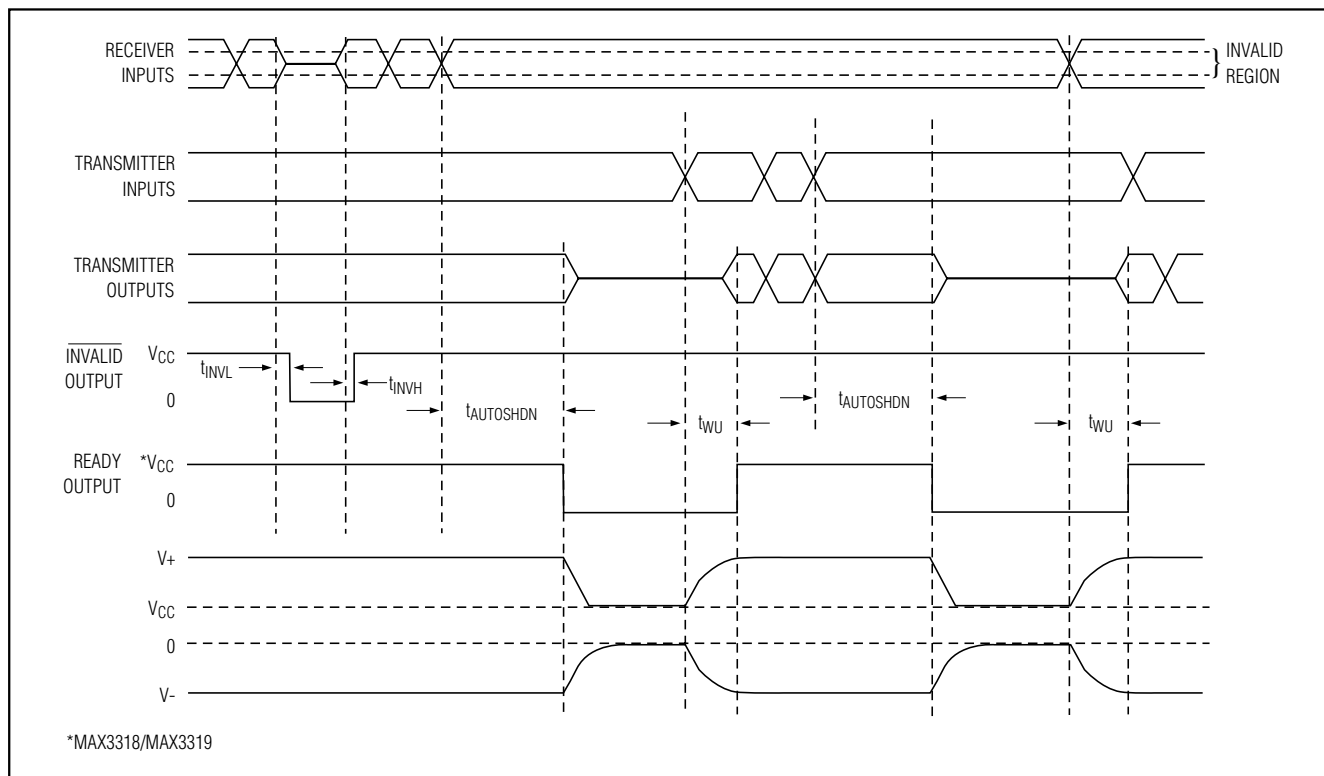 RECEIVER
INPUTS
} INVALID
REGION
TRANSMITTER
INPUTS
TRANSMITTER
OUTPUTS
INVALID
OUTPUT
VCC
0
tINVL
tINVH
tAUTOSHDN
tWU
tAUTOSHDN
tWU
READY
OUTPUT
*VCC
0
V+
VCC
0
V-
*MAX3318/MAX3319